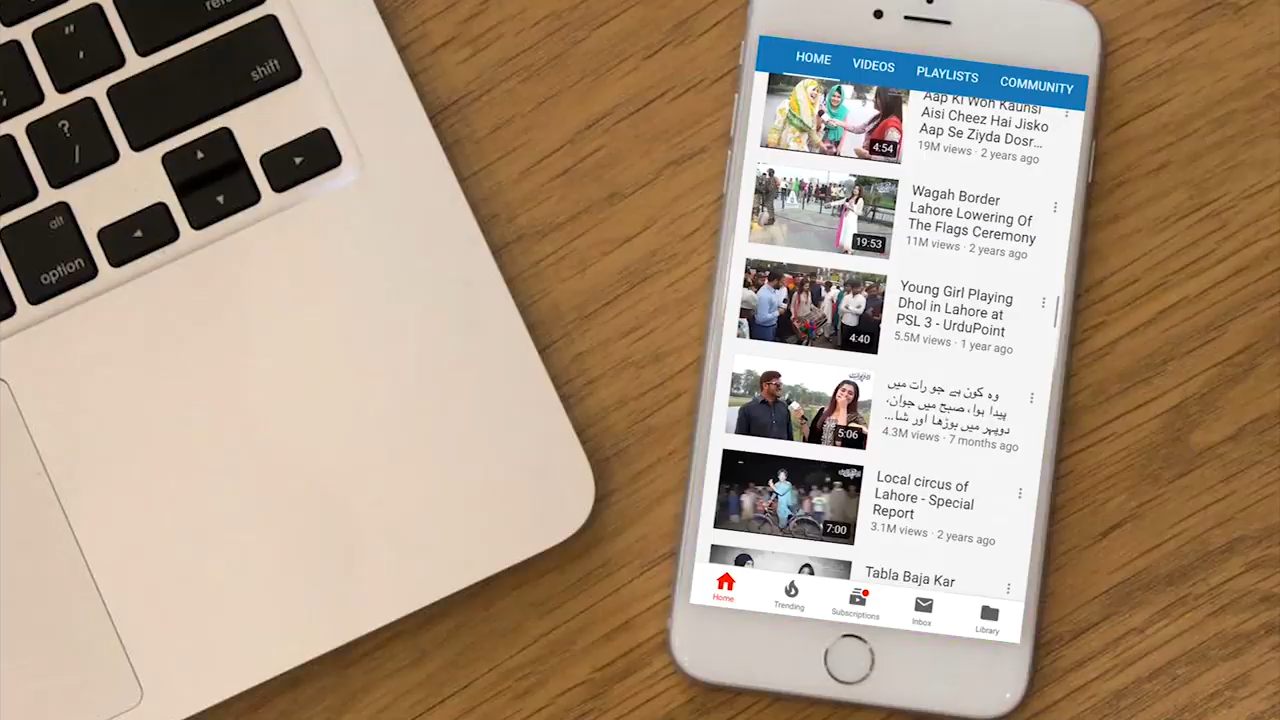 shift
alt
option
HOME
VIDEOS
PLAYLISTS
COMMUNITY
Aap Ki Woh Kaunsi
Aisi Cheez Hai Jisko
Aap Se Ziyda Dosr...
19M views · 2 years ago
4:54
Wagah Border
Lahore Lowering Of
The Flags Ceremony
11M views · 2 years ago
19:53
Young Girl Playing
Dhol in Lahore at
PSL 3 - UrduPoint
5.5M views · 1 year ago
4:40
وہ کون ہے جو رات میں
پیدا ہوا، صبح میں جوان،
دوپہر میں بوڑھا اور شا...
4.3M views · 7 months ago
5:06
Local circus of
Lahore - Special
Report
3.1M views · 2 years ago
7:00
Tabla Baja Kar
Home
Trending
Subscriptions
Inbox
Library